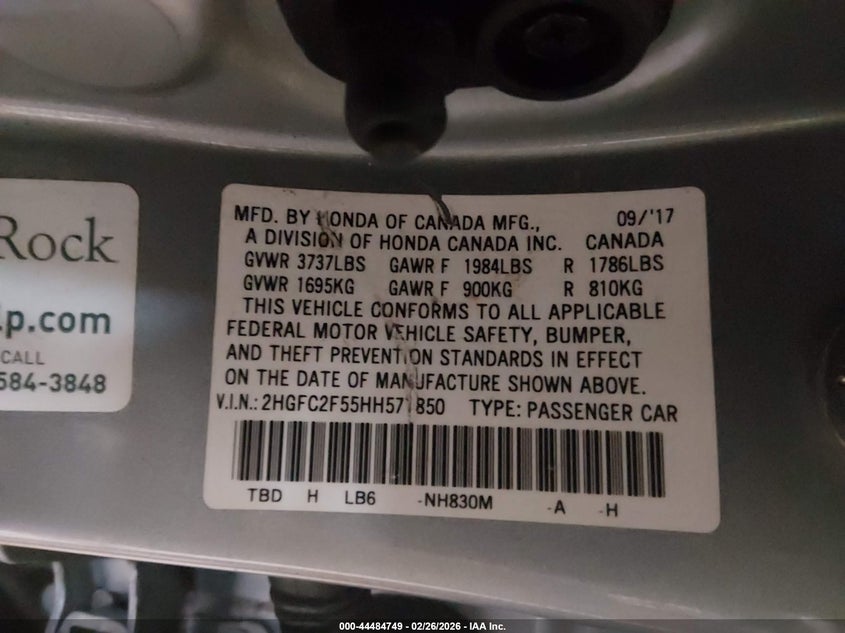 Rock
lp.com
CALL
584-3848
MFD. BY HONDA OF CANADA MFG., 09/'17
A DIVISION OF HONDA CANADA INC. CANADA
GVWR 3737LBS GAWR F 1984LBS R 1786LBS
GVWR 1695KG GAWR F 900KG R 810KG
THIS VEHICLE CONFORMS TO ALL APPLICABLE
FEDERAL MOTOR VEHICLE SAFETY, BUMPER,
AND THEFT PREVENTION STANDARDS IN EFFECT
ON THE DATE OF MANUFACTURE SHOWN ABOVE.
V.I.N.: 2HGFC2F55HH571850 TYPE: PASSENGER CAR
TBD H LB6 -NH830M -A -H
000-44484749 - 02/26/2026 - IAA Inc.